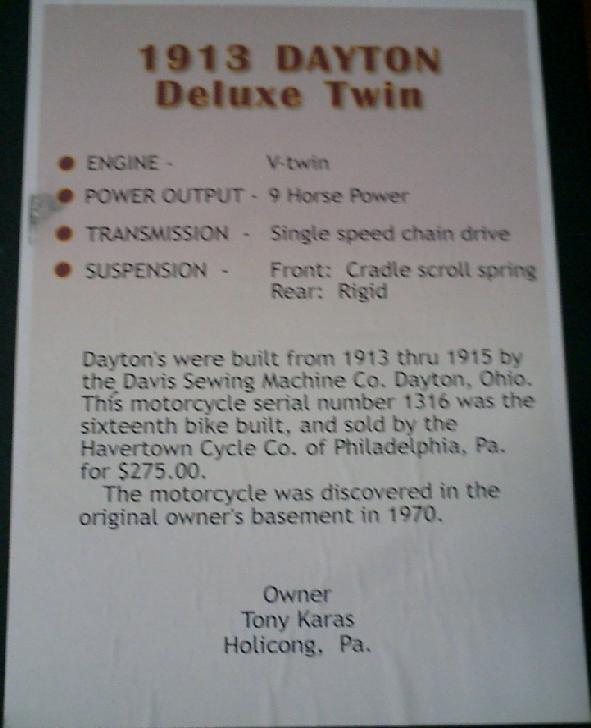 1913 DAYTON
Deluxe Twin
ENGINE - V-twin
POWER OUTPUT - 9 Horse Power
TRANSMISSION - Single speed chain drive
SUSPENSION - Front: Cradle scroll spring
Rear: Rigid
Dayton's were built from 1913 thru 1915 by
the Davis Sewing Machine Co. Dayton, Ohio.
This motorcycle serial number 1316 was the
sixteenth bike built, and sold by the
Havertown Cycle Co. of Philadelphia, Pa.
for $275.00.
The motorcycle was discovered in the
original owner's basement in 1970.
Owner
Tony Karas
Holicong, Pa.